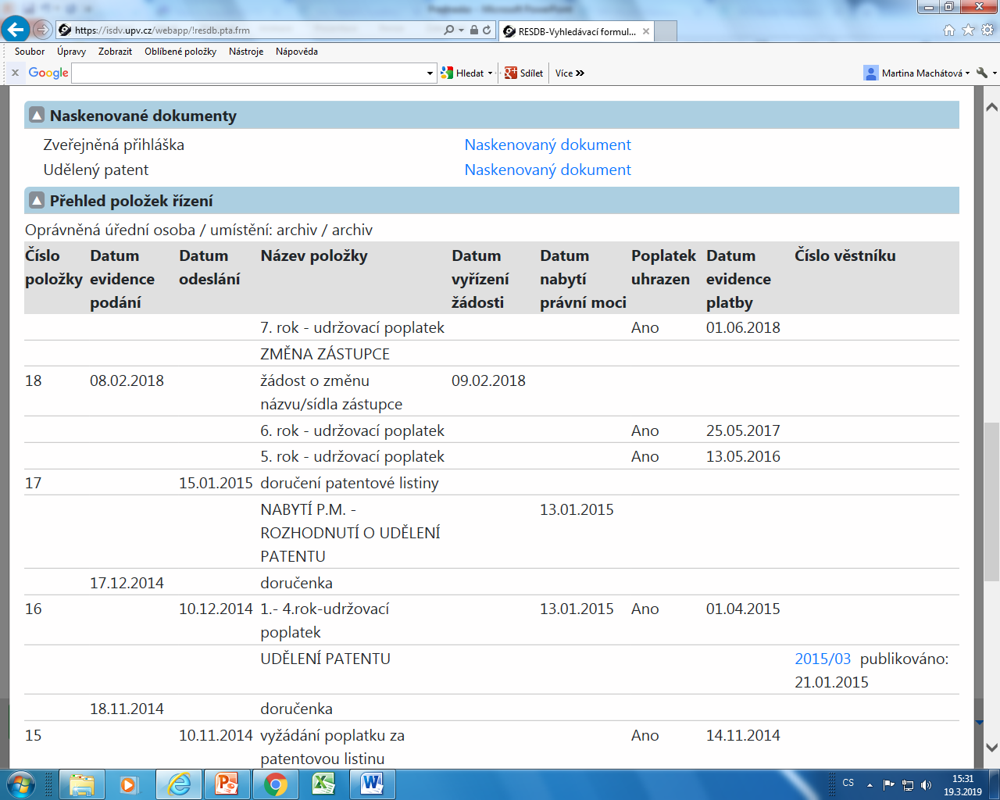 https://isdv.upv.cz/webapp/!resdb.pta.frm
RESDB-Vyhledávací formul...
Soubor Úpravy Zobrazit Oblíbené položky Nástroje Nápověda
x Google Hledat Sdílet Více »
Martina Machátová
Naskenované dokumenty
Zveřejněná přihláška Naskenovaný dokument
Udělený patent Naskenovaný dokument
Přehled položek řízení
Oprávněná úřední osoba / umístění: archiv / archiv
Číslo Datum Datum Název položky Datum Datum Poplatek Datum Číslo věstníku
položky evidence odeslání vyřízení nabytí uhrazen evidence
podání žádosti právní moci platby
7. rok - udržovací poplatek Ano 01.06.2018
ZMĚNA ZÁSTUPCE
18 08.02.2018 žádost o změnu 09.02.2018
názvu/sídla zástupce
6. rok - udržovací poplatek Ano 25.05.2017
5. rok - udržovací poplatek Ano 13.05.2016
17 15.01.2015 doručení patentové listiny
NABYTÍ P.M. - 13.01.2015
ROZHODNUTÍ O UDĚLENÍ
PATENTU
17.12.2014 doručenka
16 10.12.2014 1.- 4.rok-udržovací 13.01.2015 Ano 01.04.2015
poplatek
UDĚLENÍ PATENTU 2015/03 publikováno:
21.01.2015
18.11.2014 doručenka
15 10.11.2014 vyžádání poplatku za Ano 14.11.2014
patentovou listinu
CS 15:31
19.3.2019